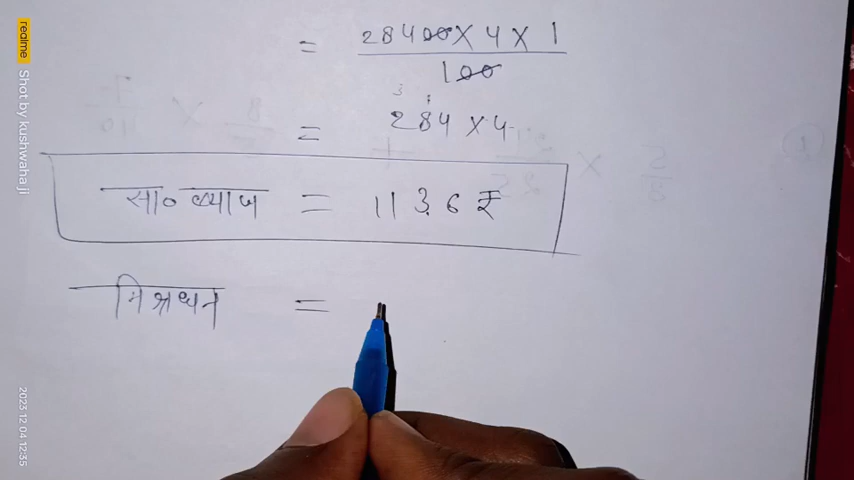 = 28400 X 4 X 1
100
= 284 X 4
सा० ब्याज = 1136 ₹
मिश्रधन =
realme
Shot by kushwaha ji
2023.12.04 12:35